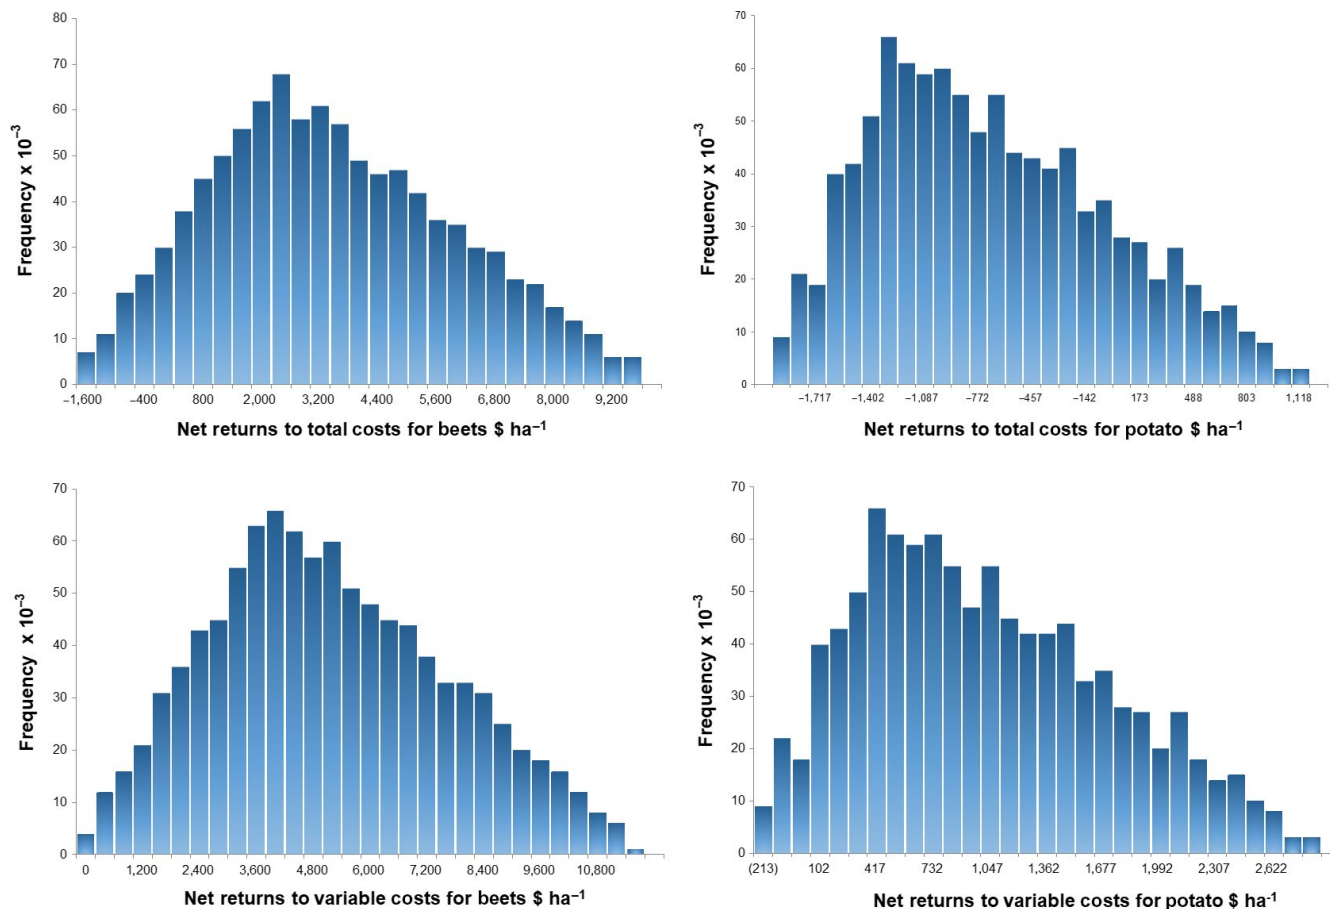 80
70
60
50
40
30
20
10
0
Frequency x 10⁻³
−1,600 −400 800 2,000 3,200 4,400 5,600 6,800 8,000 9,200
Net returns to total costs for beets $ ha⁻¹
70
60
50
40
30
20
10
0
Frequency x 10⁻³
−1,717 −1,402 −1,087 −772 −457 −142 173 488 803 1,118
Net returns to total costs for potato $ ha⁻¹
70
60
50
40
30
20
10
0
Frequency x 10⁻³
0 1,200 2,400 3,600 4,800 6,000 7,200 8,400 9,600 10,800
Net returns to variable costs for beets $ ha⁻¹
70
60
50
40
30
20
10
0
Frequency x 10⁻³
(213) 102 417 732 1,047 1,362 1,677 1,992 2,307 2,622
Net returns to variable costs for potato $ ha⁻¹